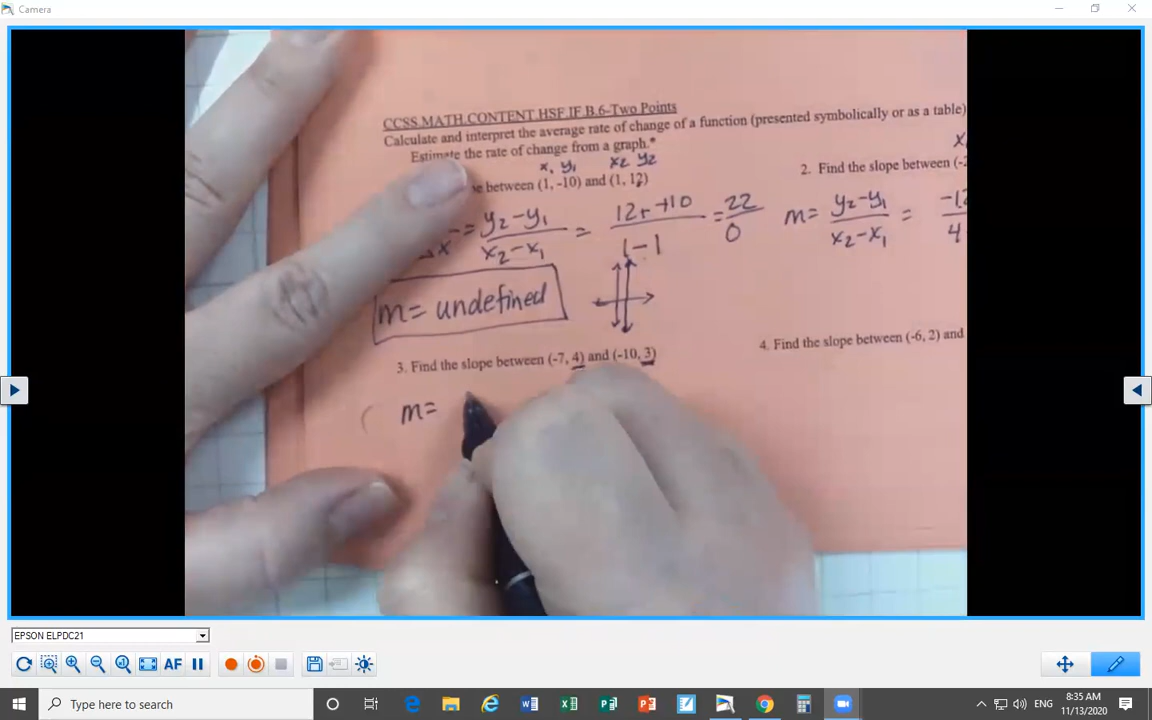 Camera
CCSS.MATH.CONTENT.HSF.IF.B.6-Two Points
Calculate and interpret the average rate of change of a function (presented symbolically or as a table)
Estimate the rate of change from a graph.*
x, y1 x2 y2
between (1, -10) and (1, 12)
= y2-y1 / x2-x1 = 12 + +10 / 1-1 = 22 / 0
m= undefined
2. Find the slope between (-2
m= y2-y1 / x2-x1 = -12 / 4
3. Find the slope between (-7, 4) and (-10, 3)
m=
4. Find the slope between (-6, 2) and
EPSON ELPDC21
AF
Type here to search
ENG
8:35 AM
11/13/2020